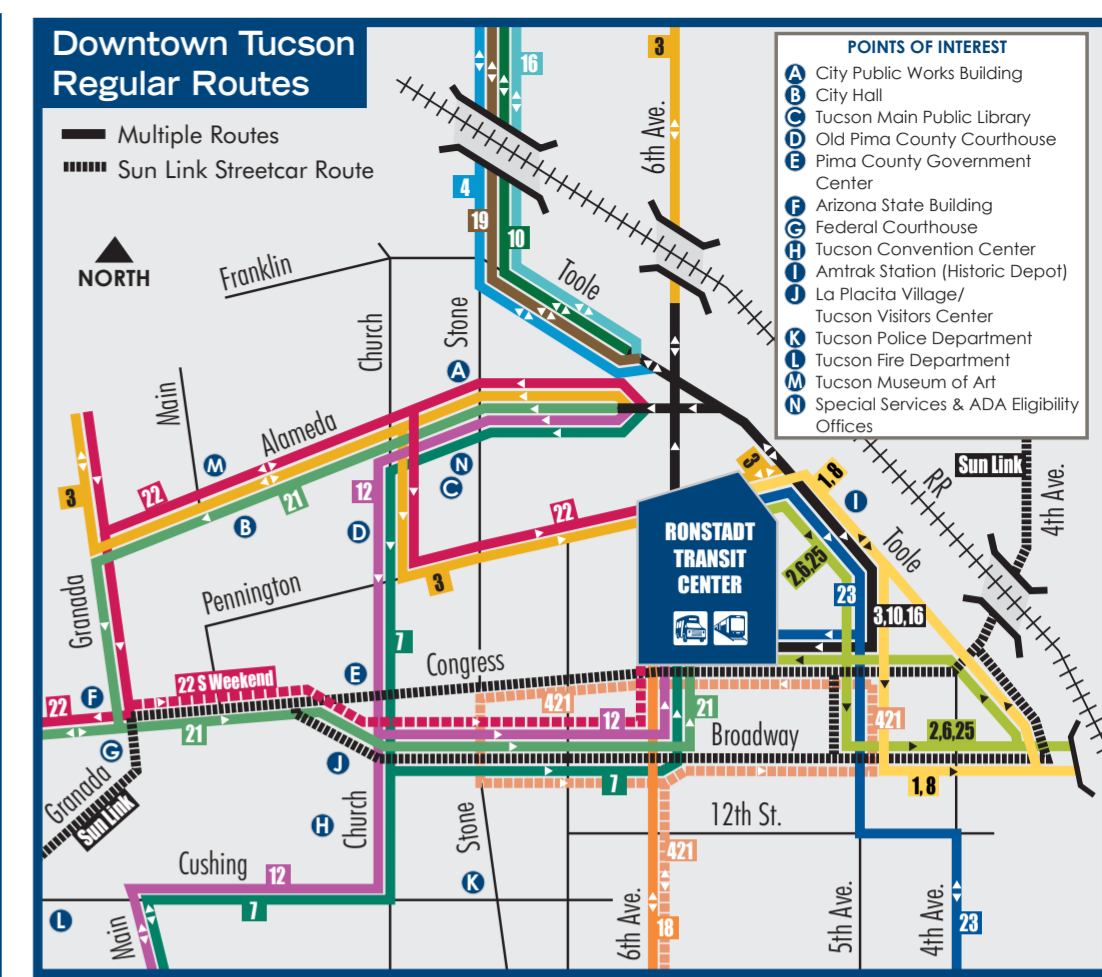 Downtown Tucson
Regular Routes
Multiple Routes
Sun Link Streetcar Route
NORTH
POINTS OF INTEREST
A City Public Works Building
B City Hall
C Tucson Main Public Library
D Old Pima County Courthouse
E Pima County Government
Center
F Arizona State Building
G Federal Courthouse
H Tucson Convention Center
I Amtrak Station (Historic Depot)
J La Placita Village/
Tucson Visitors Center
K Tucson Police Department
L Tucson Fire Department
M Tucson Museum of Art
N Special Services & ADA Eligibility
Offices
16
3
6th Ave.
4
19
10
Franklin
Toole
Church
Stone
A
Main
Alameda
M
N
C
12
3
22
21
B
D
22
3
1, 8
3
I
RR
Sun Link
4th Ave.
Toole
RONSTADT
TRANSIT
CENTER
2,6,25
23
3,10,16
Granada
Pennington
7
Congress
E
22 S Weekend
F
22
421
12
21
21
G
Broadway
421
2,6,25
J
7
1, 8
Granada
Sun Link
H
Church
Stone
12th St.
421
K
Cushing
12
7
L
Main
6th Ave.
18
5th Ave.
4th Ave.
23